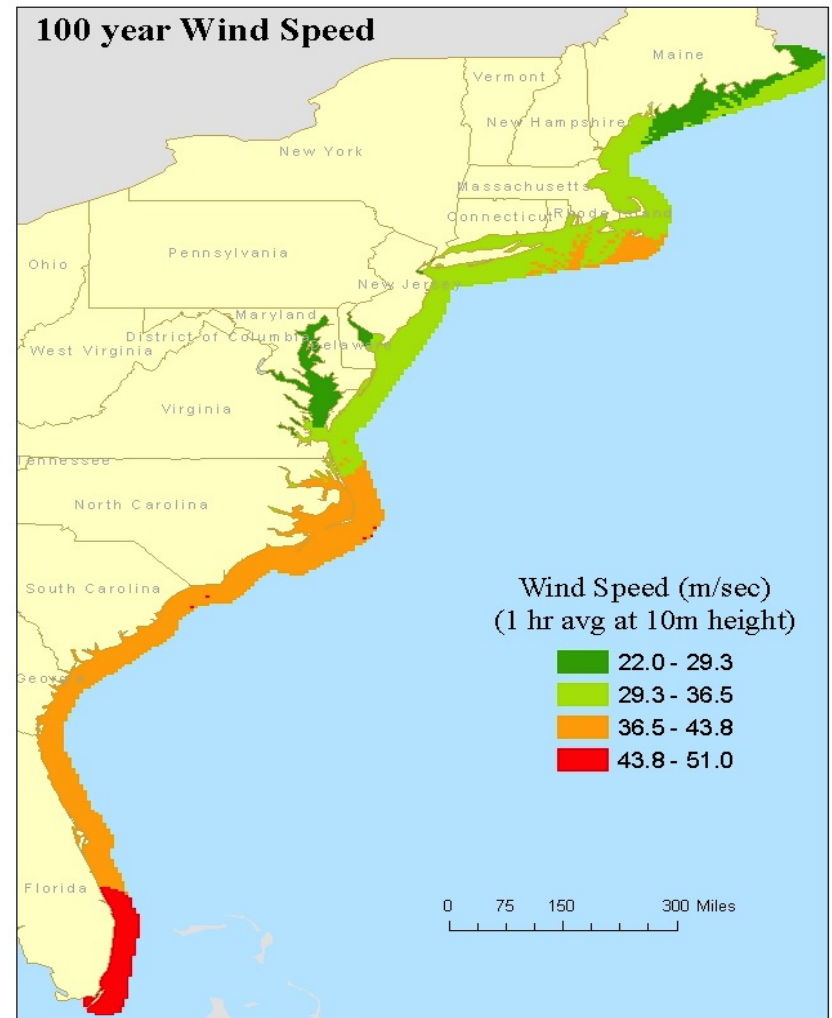 100 year Wind Speed
Maine
Vermont
New Hampshire
New York
Massachusetts
Connecticut
Rhode Island
Pennsylvania
Ohio
New Jersey
Maryland
District of Columbia
Delaware
West Virginia
Virginia
Tennessee
North Carolina
South Carolina
Georgia
Florida
Wind Speed (m/sec)
(1 hr avg at 10m height)
22.0 - 29.3
29.3 - 36.5
36.5 - 43.8
43.8 - 51.0
0 75 150 300 Miles